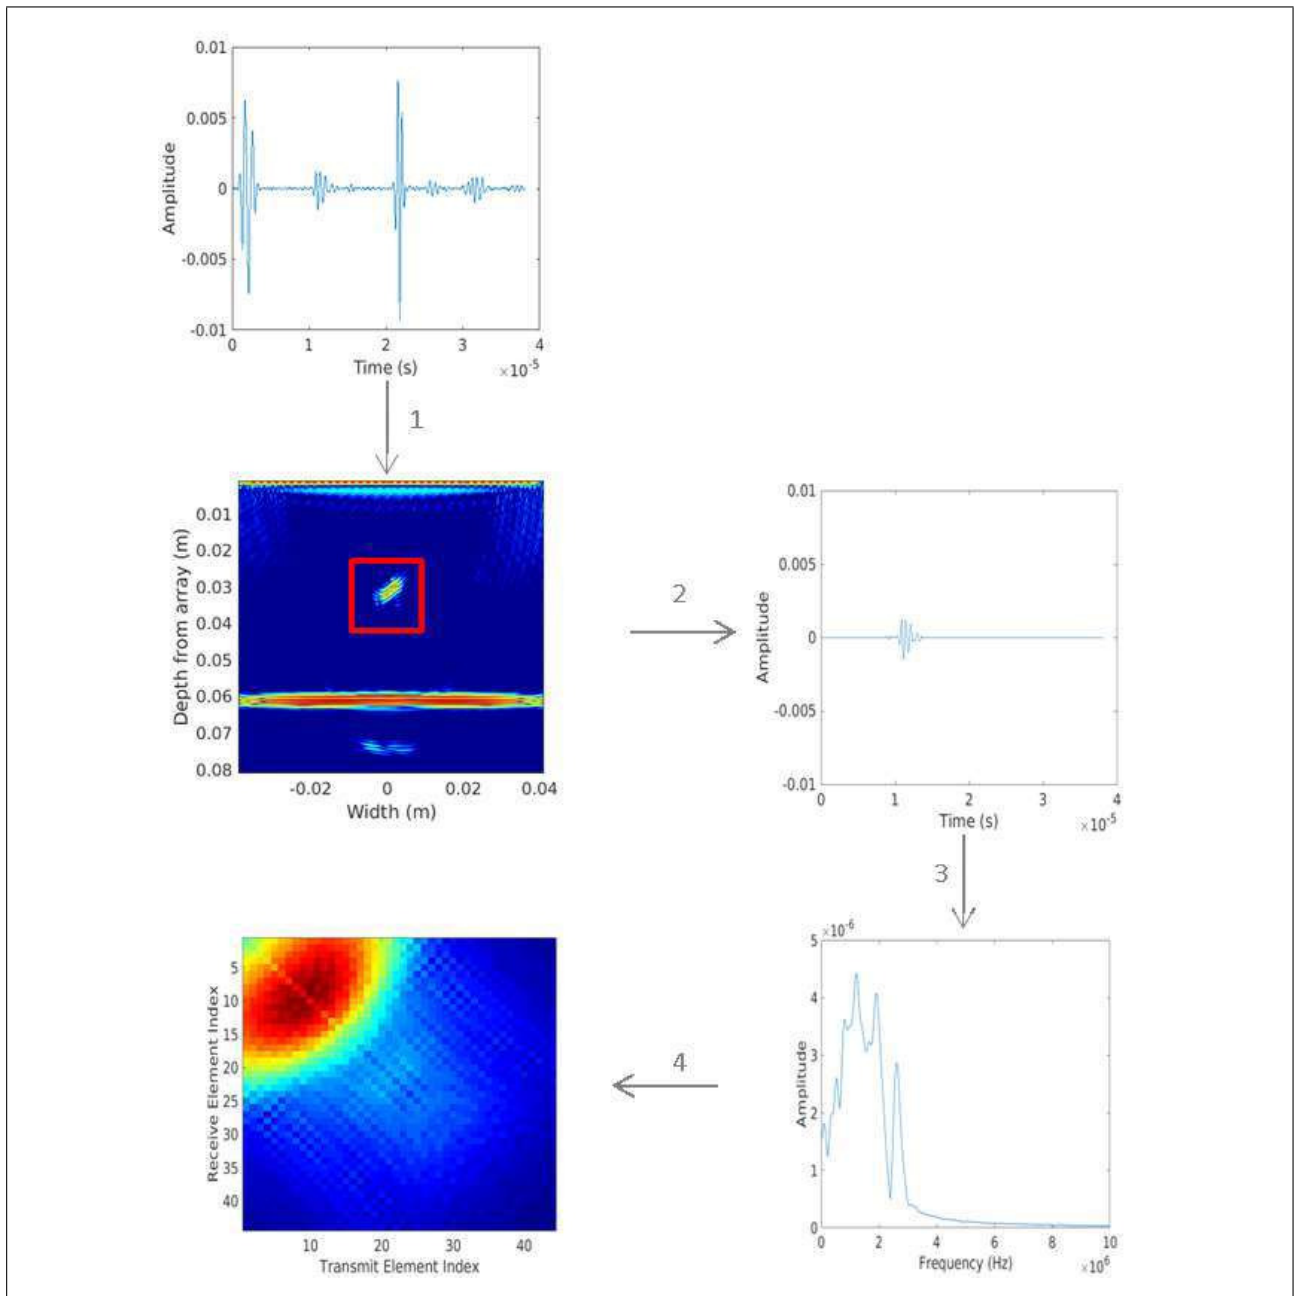 0.01
0.005
0
-0.005
-0.01
Amplitude
0 1 2 3 4
Time (s)
×10-5
1
0.01
0.02
0.03
0.04
0.05
0.06
0.07
0.08
Depth from array (m)
-0.02 0 0.02 0.04
Width (m)
2
0.01
0.005
0
-0.005
-0.01
Amplitude
0 1 2 3 4
Time (s)
×10-5
3
×10-6
5
4
3
2
1
0
Amplitude
0 2 4 6 8 10
Frequency (Hz)
×106
4
5
10
15
20
25
30
35
40
Receive Element Index
10 20 30 40
Transmit Element Index